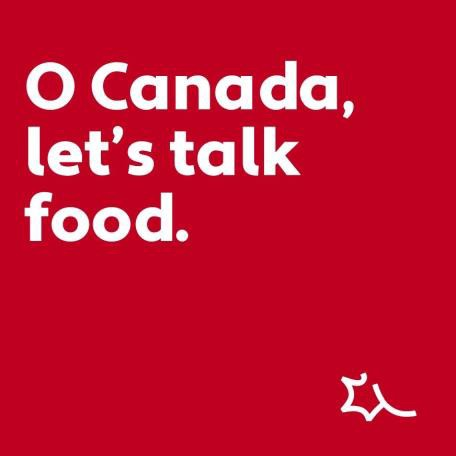 O Canada,
let’s talk
food.